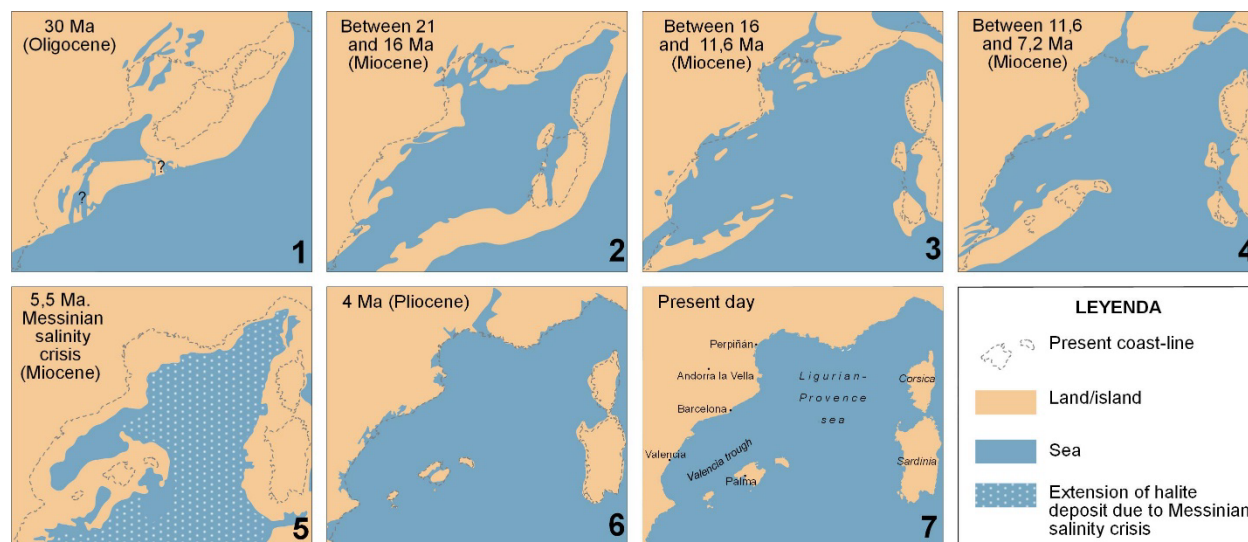 30 Ma
(Oligocene)
?
?
1
Between 21
and 16 Ma
(Miocene)
2
Between 16
and 11,6 Ma
(Miocene)
3
Between 11,6
and 7,2 Ma
(Miocene)
4
5,5 Ma.
Messinian
salinity
crisis
(Miocene)
5
4 Ma (Pliocene)
6
Present day
Perpiñán
Andorra la Vella
Barcelona
Valencia
Valencia trough
Palma
Ligurian-
Provence
sea
Corsica
Sardinia
7
LEYENDA
Present coast-line
Land/island
Sea
Extension of halite
deposit due to Messinian
salinity crisis